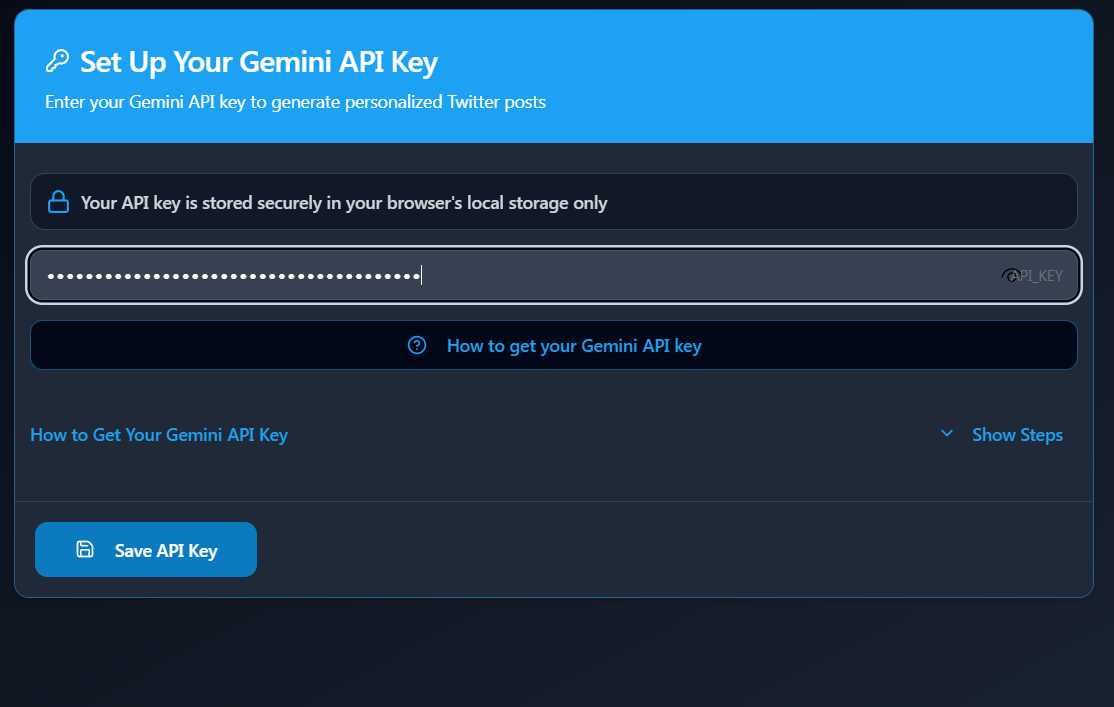 Set Up Your Gemini API Key
Enter your Gemini API key to generate personalized Twitter posts
Your API key is stored securely in your browser's local storage only
•••••••••••••••••••••••••••••••••••••••
API_KEY
How to get your Gemini API key
How to Get Your Gemini API Key
Show Steps
Save API Key